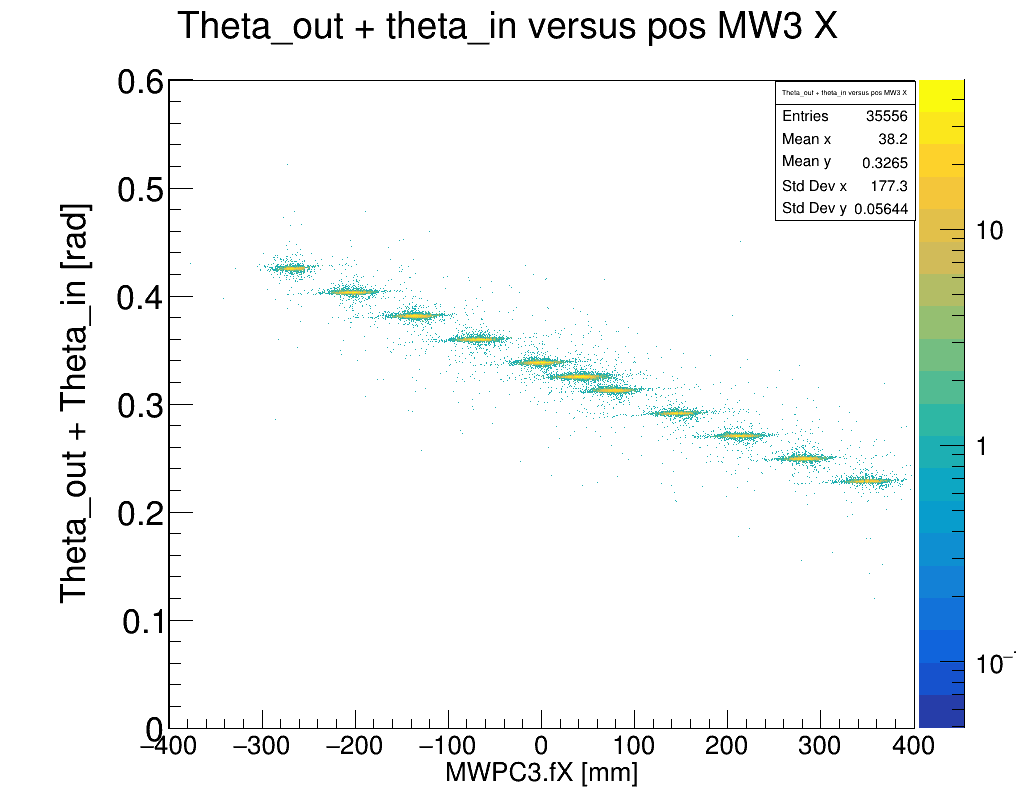 Theta_out + theta_in versus pos MW3 X
Theta_out + Theta_in [rad]
0.6
0.5
0.4
0.3
0.2
0.1
0
−400 −300 −200 −100 0 100 200 300 400
MWPC3.fX [mm]
Theta_out + theta_in versus pos MW3 X
Entries 35556
Mean x 38.2
Mean y 0.3265
Std Dev x 177.3
Std Dev y 0.05644
10
1
10⁻